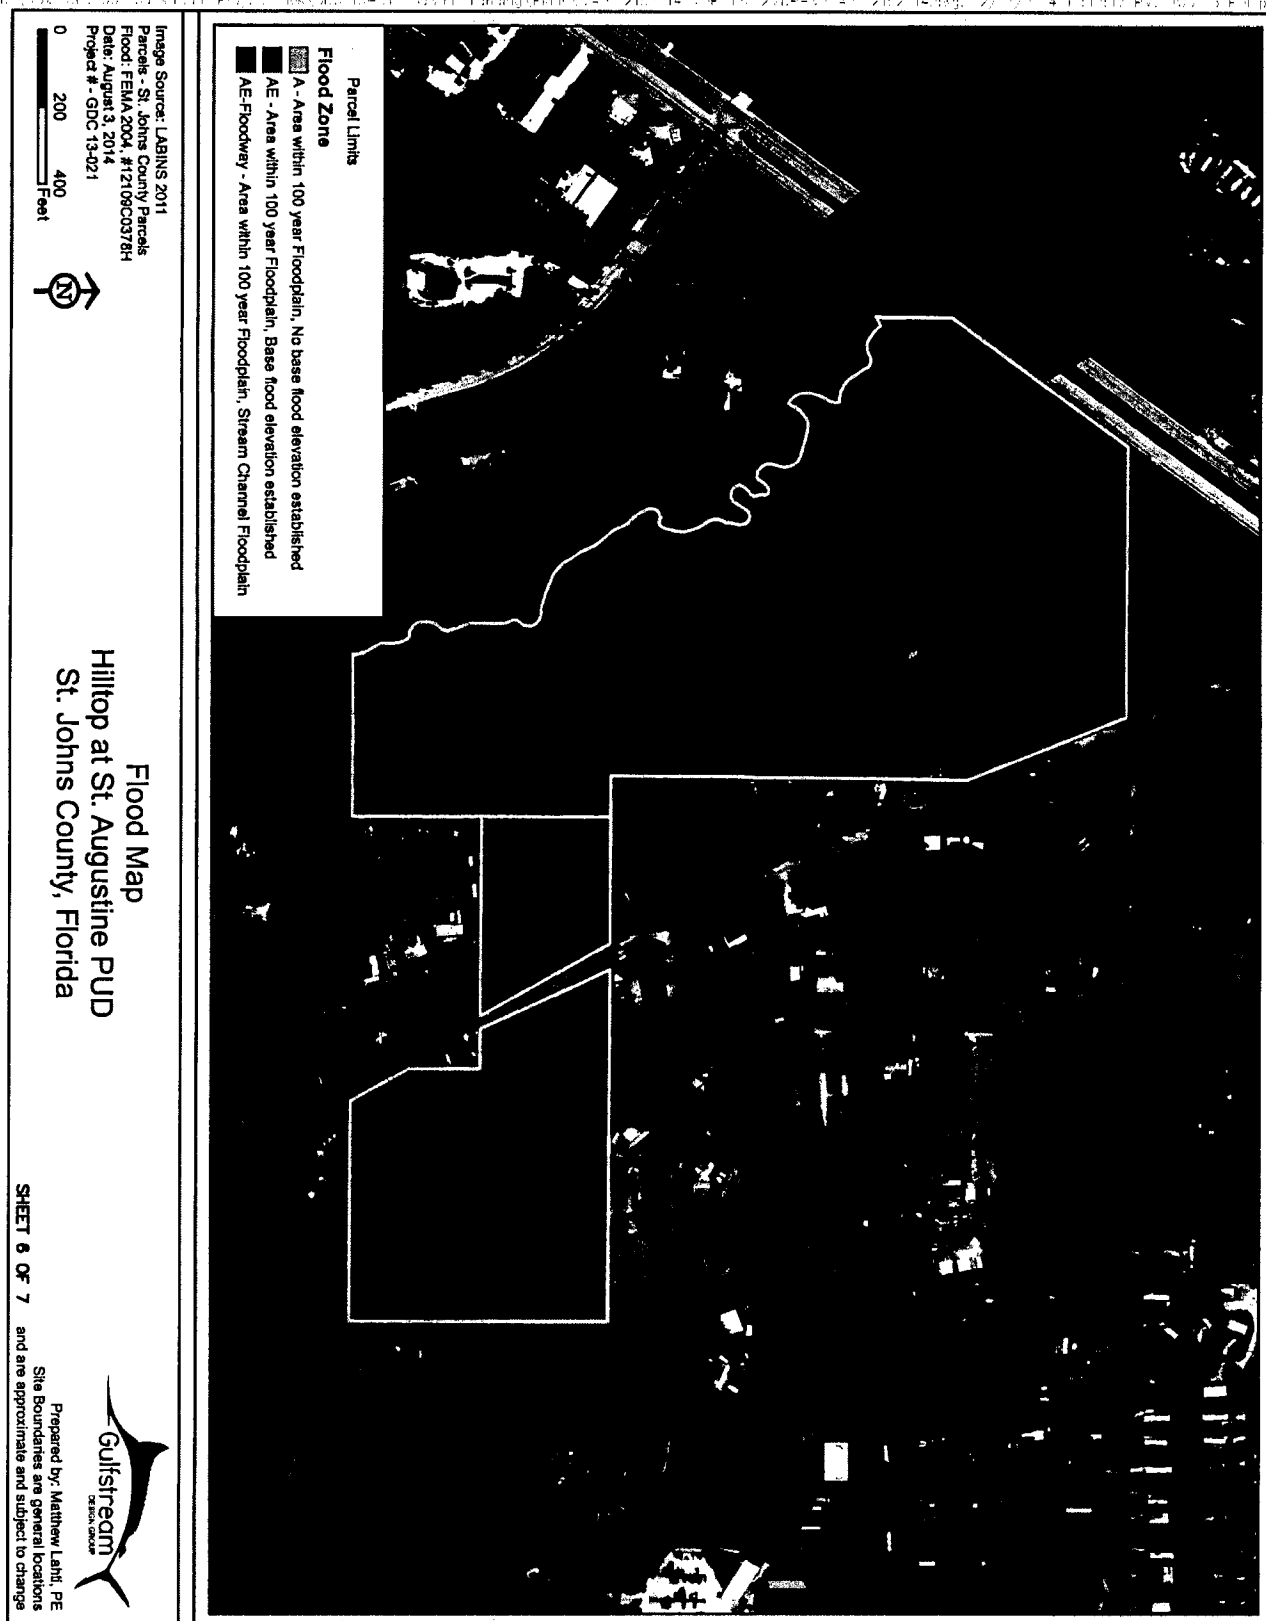 Parcel Limits
Flood Zone
A - Area within 100 year Floodplain, No base flood elevation established
AE - Area within 100 year Floodplain, Base flood elevation established
AE-Floodway - Area within 100 year Floodplain, Stream Channel Floodplain
Image Source: LABINS 2011
Parcels - St. Johns County Parcels
Flood: FEMA 2004, #12109C0378H
Date: August 3, 2014
Project # - GDC 13-021
0 200 400
Feet
N
Flood Map
Hilltop at St. Augustine PUD
St. Johns County, Florida
SHEET 6 OF 7
Gulfstream
DESIGN GROUP
Prepared by: Matthew Lahti, PE
Site Boundaries are general locations
and are approximate and subject to change